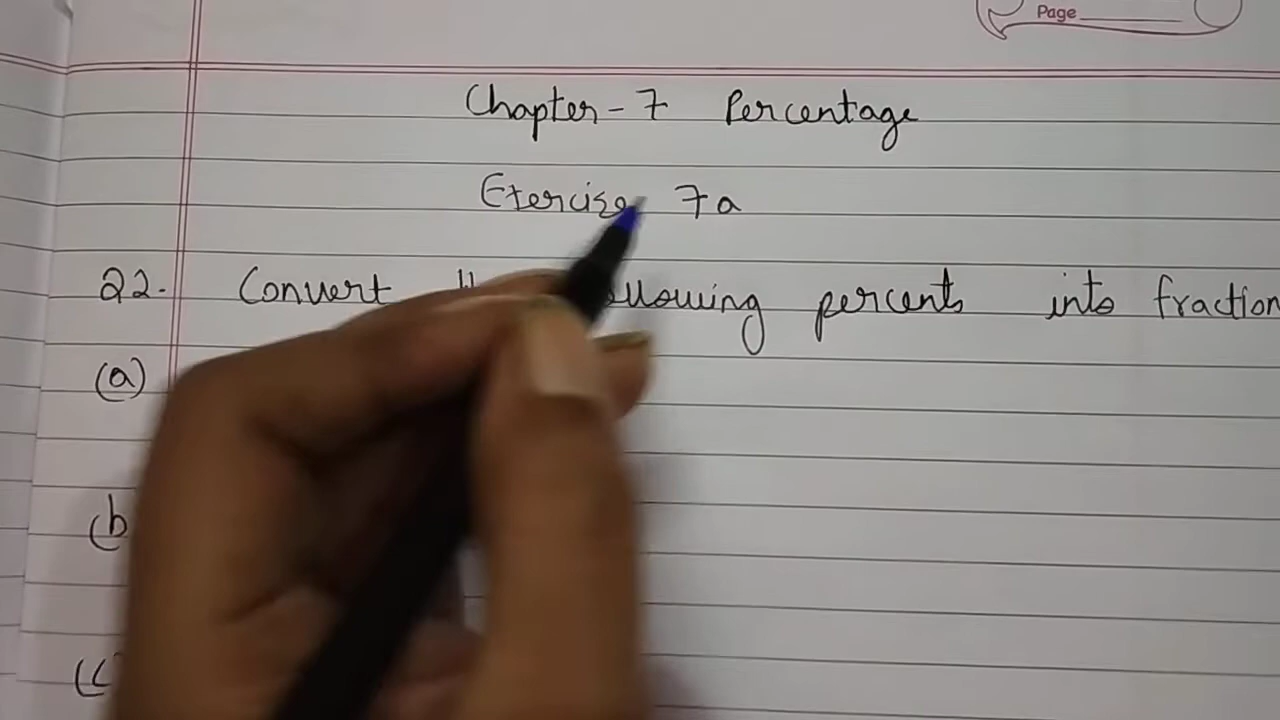 Page
Chapter - 7 Percentage
Exercise 7a
22. Convert percents into fraction
(a)
(b
(c